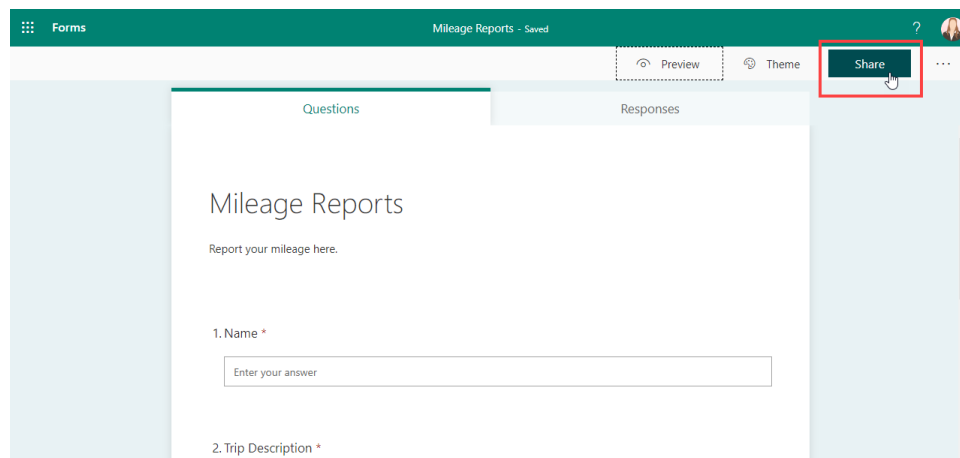 Forms
Mileage Reports - Saved
?
Preview
Theme
Share
...
Questions
Responses
Mileage Reports
Report your mileage here.
1. Name *
Enter your answer
2. Trip Description *